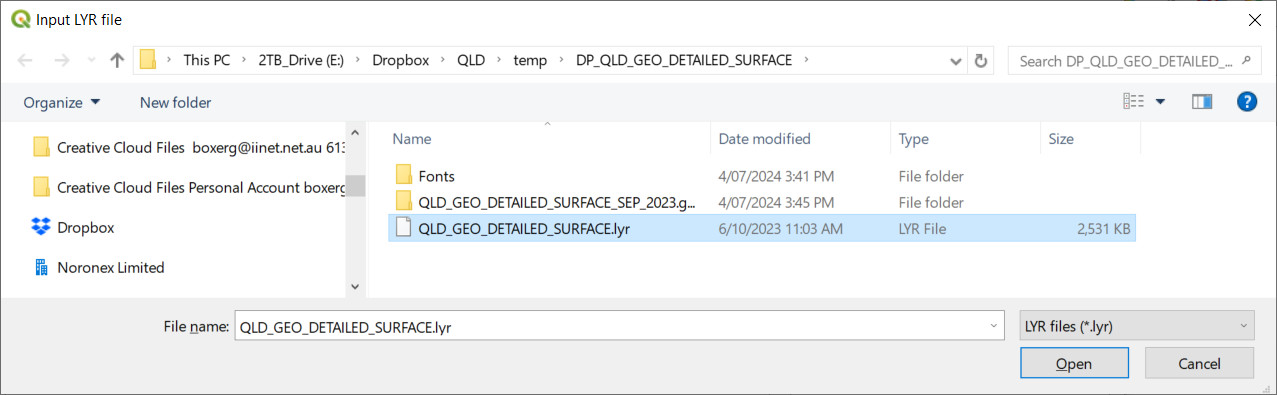 Input LYR file
This PC > 2TB_Drive (E:) > Dropbox > QLD > temp > DP_QLD_GEO_DETAILED_SURFACE >
Search DP_QLD_GEO_DETAILED_...
Organize
New folder
Name
Date modified
Type
Size
Creative Cloud Files boxerg@iinet.net.au 613
Creative Cloud Files Personal Account boxerg
Dropbox
Noronex Limited
Fonts 4/07/2024 3:41 PM File folder
QLD_GEO_DETAILED_SURFACE_SEP_2023.g... 4/07/2024 3:45 PM File folder
QLD_GEO_DETAILED_SURFACE.lyr 6/10/2023 11:03 AM LYR File 2,531 KB
File name: QLD_GEO_DETAILED_SURFACE.lyr
LYR files (*.lyr)
Open
Cancel